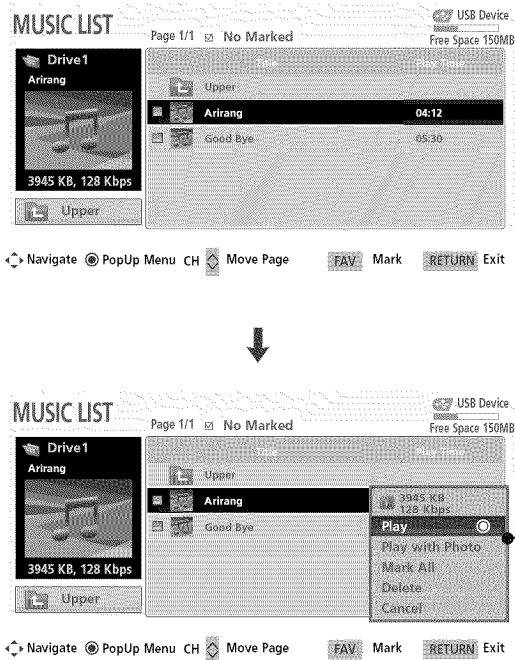 MUSIC LIST
Page 1/1 No Marked
USB Device
Free Space 150MB
Drive1
Arirang
3945 KB, 128 Kbps
Upper
Title Play Time
Upper
Arirang 04:12
Good Bye 05:30
Navigate PopUp Menu CH Move Page FAV Mark RETURN Exit
MUSIC LIST
Page 1/1 No Marked
USB Device
Free Space 150MB
Drive1
Arirang
3945 KB, 128 Kbps
Upper
Title Play Time
Upper
Arirang
Good Bye
3945 KB
128 Kbps
Play
Play with Photo
Mark All
Delete
Cancel
Navigate PopUp Menu CH Move Page FAV Mark RETURN Exit